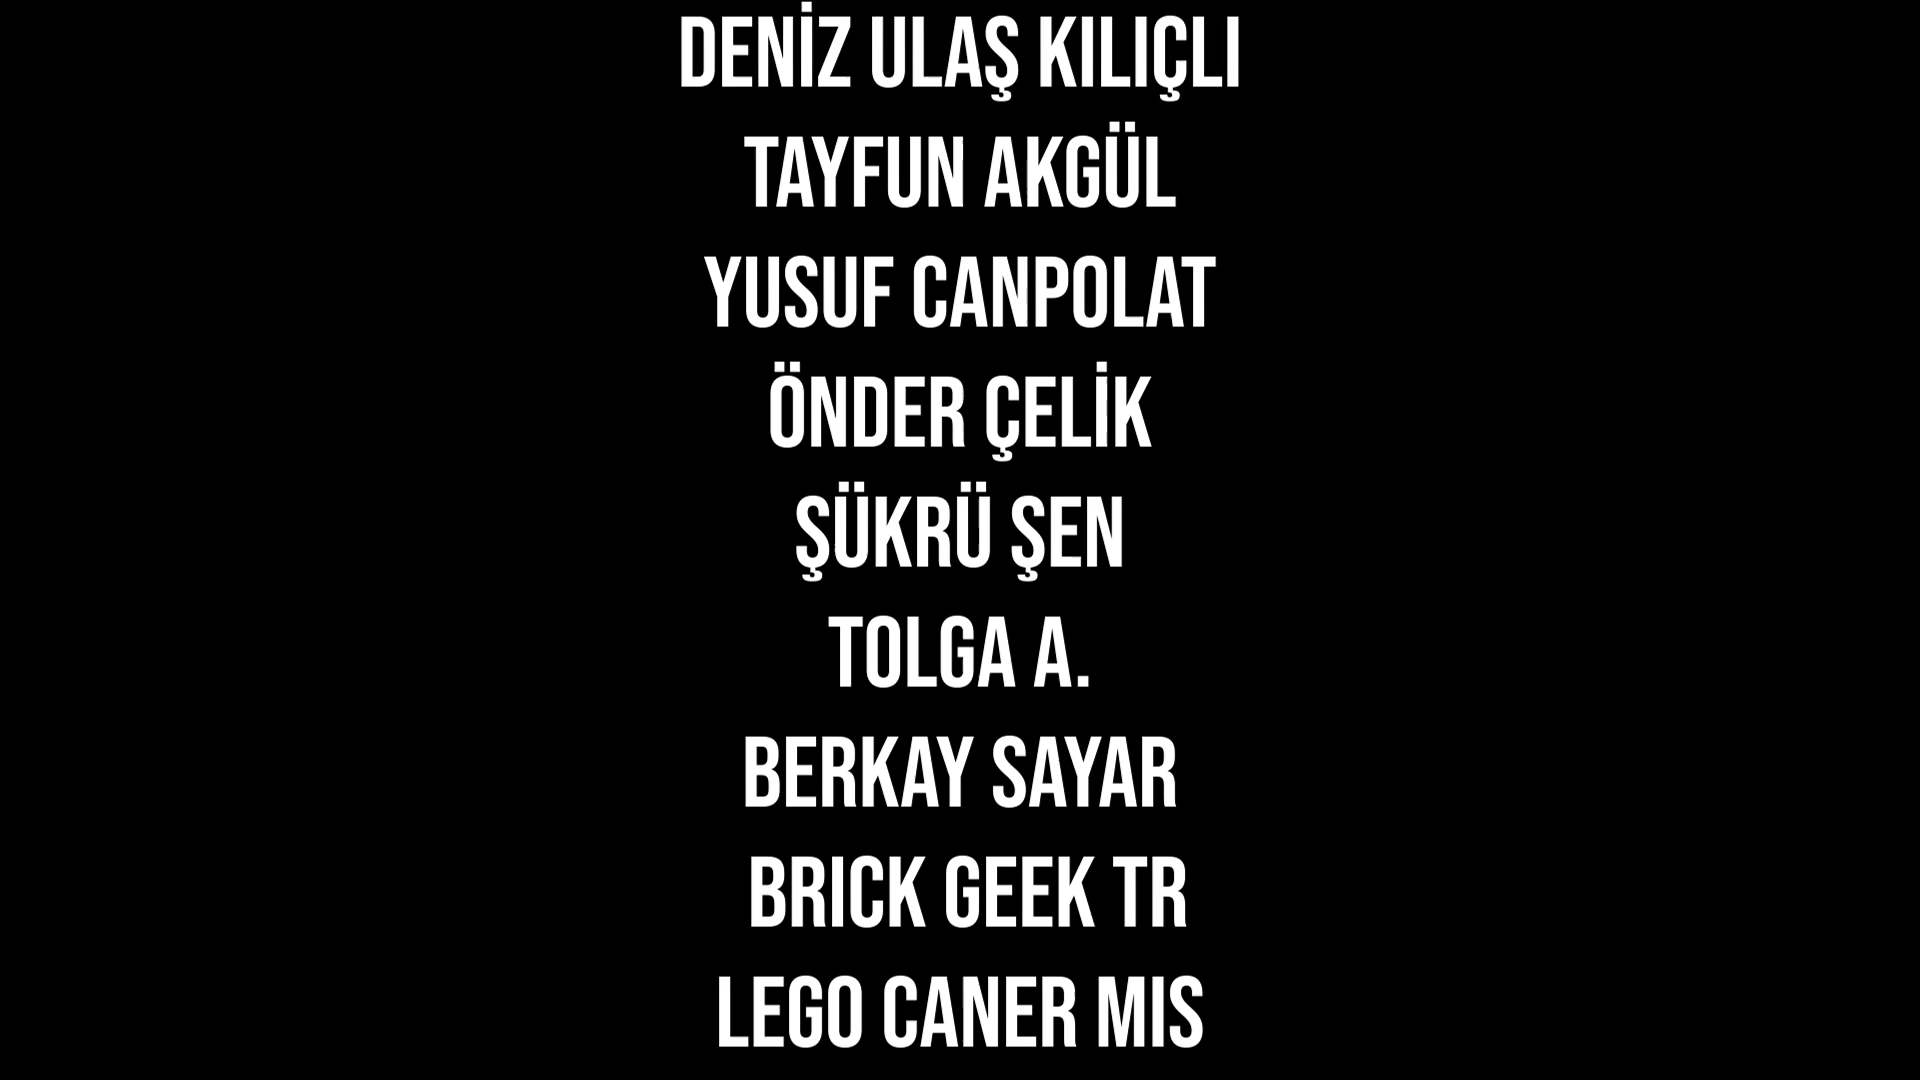 DENİZ ULAŞ KILIÇLI
TAYFUN AKGÜL
YUSUF CANPOLAT
ÖNDER ÇELİK
ŞÜKRÜ ŞEN
TOLGA A.
BERKAY SAYAR
BRICK GEEK TR
LEGO CANER MIS